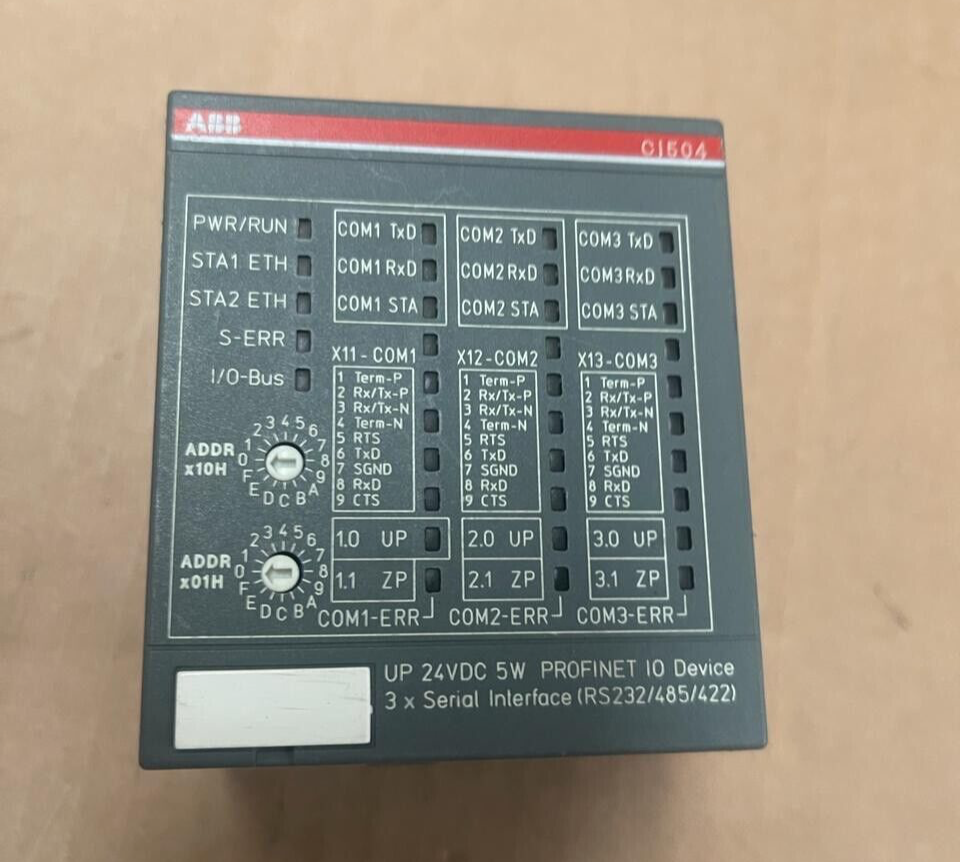 ABB
CI504
PWR/RUN
STA1 ETH
STA2 ETH
S-ERR
I/O-Bus
COM1 TxD
COM1 RxD
COM1 STA
COM2 TxD
COM2 RxD
COM2 STA
COM3 TxD
COM3 RxD
COM3 STA
X11-COM1
1 Term-P
2 Rx/Tx-P
3 Rx/Tx-N
4 Term-N
5 RTS
6 TxD
7 SGND
8 RxD
9 CTS
X12-COM2
1 Term-P
2 Rx/Tx-P
3 Rx/Tx-N
4 Term-N
5 RTS
6 TxD
7 SGND
8 RxD
9 CTS
X13-COM3
1 Term-P
2 Rx/Tx-P
3 Rx/Tx-N
4 Term-N
5 RTS
6 TxD
7 SGND
8 RxD
9 CTS
ADDR
x10H
0 1 2 3 4 5 6 7 8 9 A B C D E F
ADDR
x01H
0 1 2 3 4 5 6 7 8 9 A B C D E F
1.0 UP
1.1 ZP
COM1-ERR
2.0 UP
2.1 ZP
COM2-ERR
3.0 UP
3.1 ZP
COM3-ERR
UP 24VDC 5W PROFINET IO Device
3 x Serial Interface (RS232/485/422)